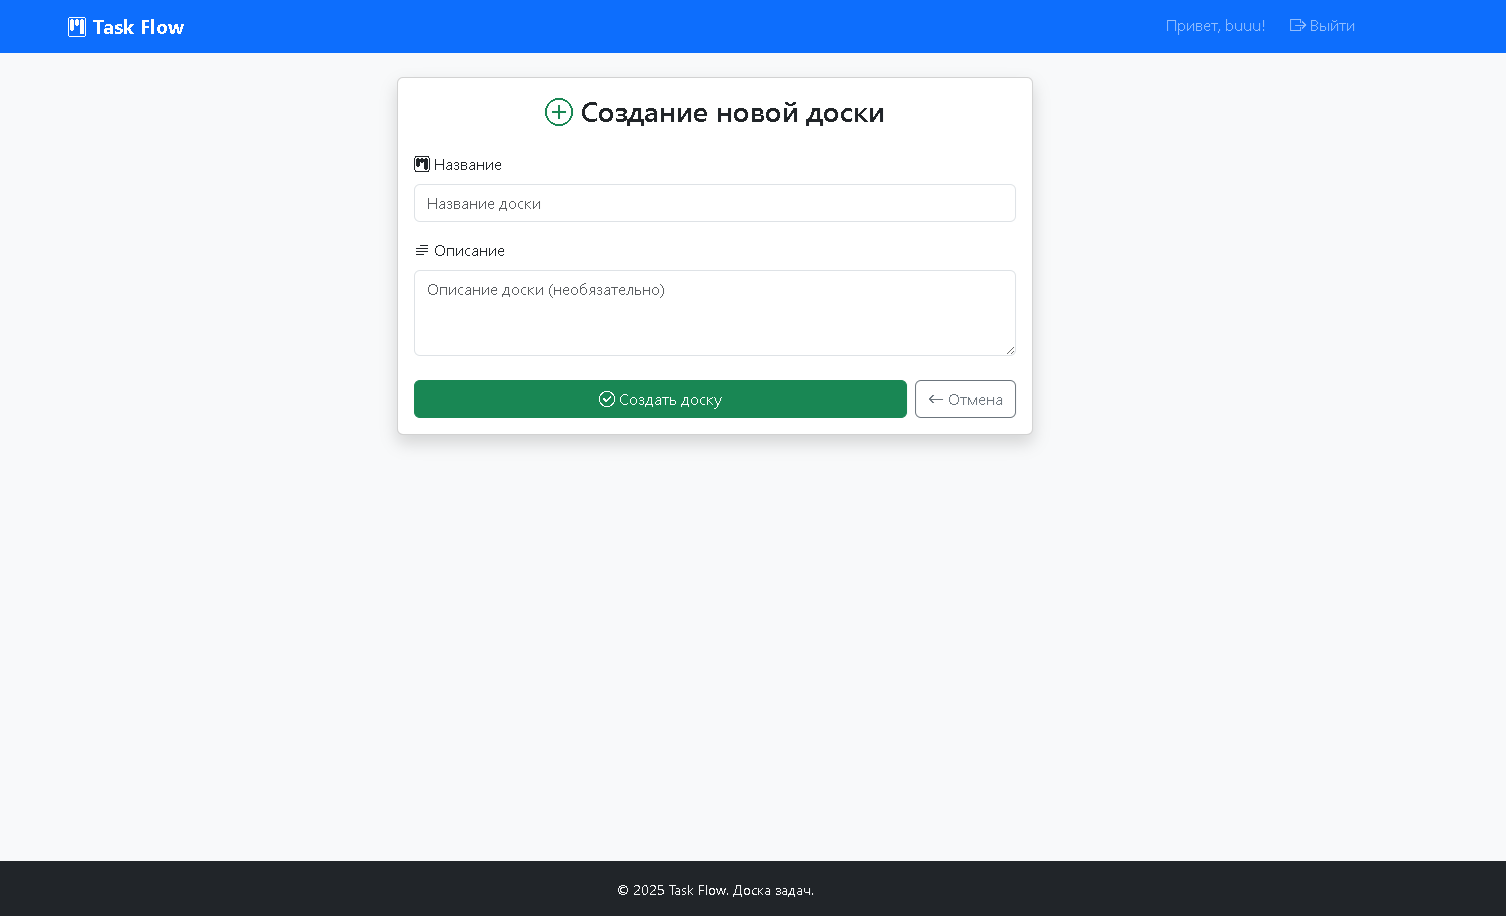 Task Flow
Привет, buuu!
Выйти
Создание новой доски
Название
Название доски
Описание
Описание доски (необязательно)
Создать доску
Отмена
© 2025 Task Flow. Доска задач.